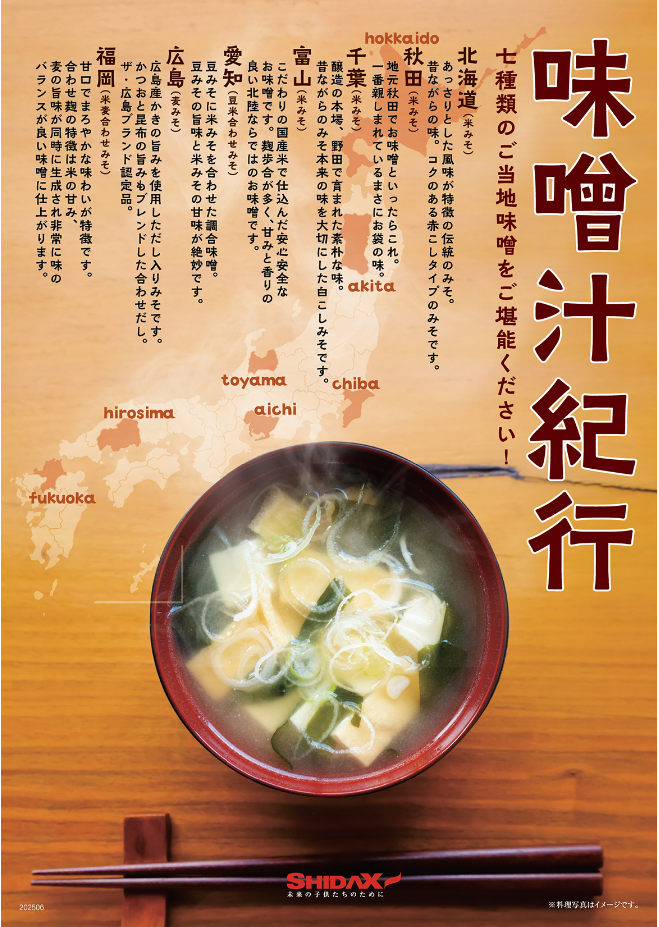 味噌汁紀行
七種類のご当地味噌をご堪能ください!
北海道(米みそ)
あっさりとした風味が特徴の伝統のみそ。
昔ながらの味。コクのある赤こしタイプのみそです。
秋田(米みそ)
地元秋田でお味噌といったらこれ。
一番親しまれているまさにお袋の味。
千葉(米みそ)
醸造の本場、野田で育まれた素朴な味。
昔ながらのみそ本来の味を大切にした白こしみそです。
富山(米みそ)
こだわりの国産米で仕込んだ安心安全な
お味噌です。麹歩合が多く、甘みと香りの
良い北陸ならではのお味噌です。
愛知(豆米合わせみそ)
豆みそに米みそを合わせた調合味噌。
豆みその旨味と米みその甘味が絶妙です。
広島(麦みそ)
広島産かきの旨みを使用しただし入りみそです。
かつおと昆布の旨みもブレンドした合わせだし。
ザ・広島ブランド認定品。
福岡(米麦合わせみそ)
甘口でまろやかな味わいが特徴です。
合わせ麹の特徴は米の甘み、
麦の旨味が同時に生成され非常に味の
バランスが良い味噌に仕上がります。
hokkaido
akita
toyama
chiba
aichi
hirosima
fukuoka
SHIDAX
未来の子供たちのために
202506
※料理写真はイメージです。